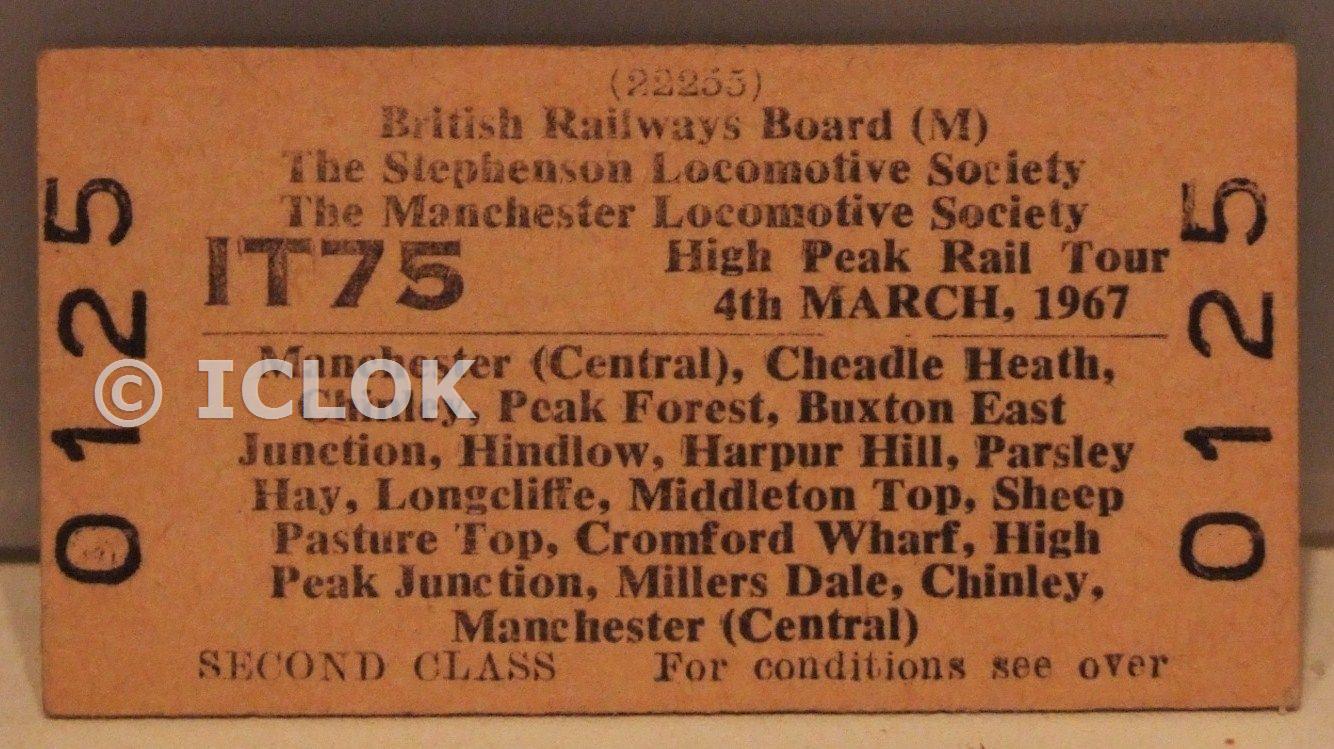 (22255)
British Railways Board (M)
The Stephenson Locomotive Society
The Manchester Locomotive Society
IT75
High Peak Rail Tour
4th MARCH, 1967
Manchester (Central), Cheadle Heath,
Chinley, Peak Forest, Buxton East
Junction, Hindlow, Harpur Hill, Parsley
Hay, Longcliffe, Middleton Top, Sheep
Pasture Top, Cromford Wharf, High
Peak Junction, Millers Dale, Chinley,
Manchester (Central)
SECOND CLASS For conditions see over
0125
0125
© ICLOK